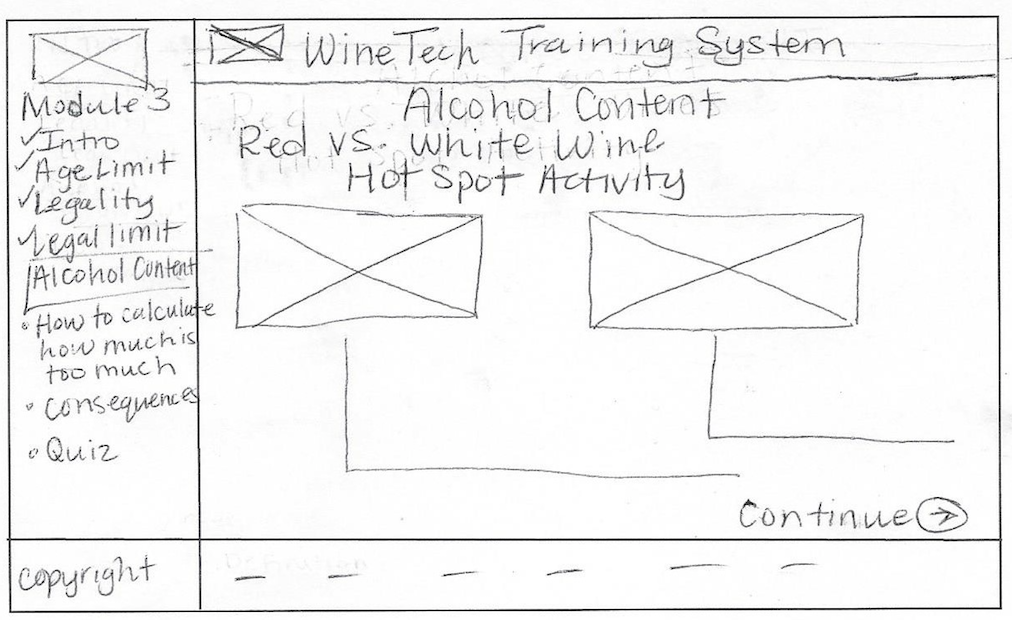 WineTech Training System
Module 3
✓Intro
✓Age Limit
✓Legality
✓Legal limit
Alcohol Content
• How to calculate
how much is
too much
• Consequences
• Quiz
Alcohol Content
Red vs. White Wine
Hot Spot Activity
Continue →
copyright